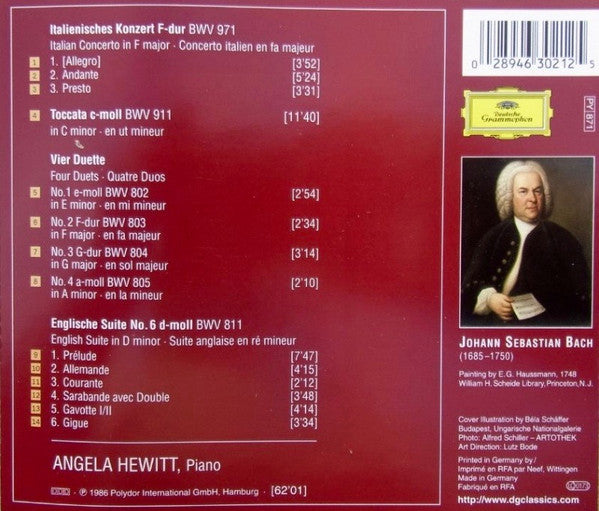 Italienisches Konzert F-dur BWV 971
Italian Concerto in F major · Concerto italien en fa majeur
1 1. [Allegro] [3'52]
2 2. Andante [5'24]
3 3. Presto [3'31]
4 Toccata c-moll BWV 911 [11'40]
in C minor · en ut mineur
Vier Duette
Four Duets · Quatre Duos
5 No.1 e-moll BWV 802 [2'54]
in E minor · en mi mineur
6 No.2 F-dur BWV 803 [2'34]
in F major · en fa majeur
7 No.3 G-dur BWV 804 [3'14]
in G major · en sol majeur
8 No.4 a-moll BWV 805 [2'10]
in A minor · en la mineur
Englische Suite No. 6 d-moll BWV 811
English Suite in D minor · Suite anglaise en ré mineur
9 1. Prélude [7'47]
10 2. Allemande [4'15]
11 3. Courante [2'12]
12 4. Sarabande avec Double [3'48]
13 5. Gavotte I/II [4'14]
14 6. Gigue [3'34]
ANGELA HEWITT, Piano
DDD · ℗ 1986 Polydor International GmbH, Hamburg · [62'01]
0 28946 30212 5
Deutsche
Grammophon
PY 871
JOHANN SEBASTIAN BACH
(1685–1750)
Painting by E.G. Haussmann, 1748
William H. Scheide Library, Princeton, N.J.
Cover Illustration by Béla Schäffer
Budapest, Ungarische Nationalgalerie
Photo: Alfred Schiller – ARTOTHEK
Art Direction: Lutz Bode
Printed in Germany by /
Imprimé en RFA par Neef, Wittingen
Made in Germany
Fabriqué en RFA
http://www.dgclassics.com